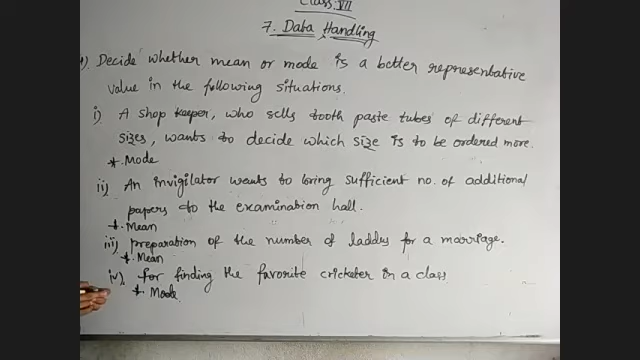 Class: VII
7. Data Handling
1) Decide whether mean or mode is a better representative
value in the following situations.
i) A shop keeper, who sells tooth paste tubes of different
sizes, wants to decide which size is to be ordered more.
* Mode
ii) An invigilator wants to bring sufficient no. of additional
papers to the examination hall.
* Mean
iii) preparation of the number of laddus for a marriage.
* Mean
iv) for finding the favorite cricketer in a class
* Mode